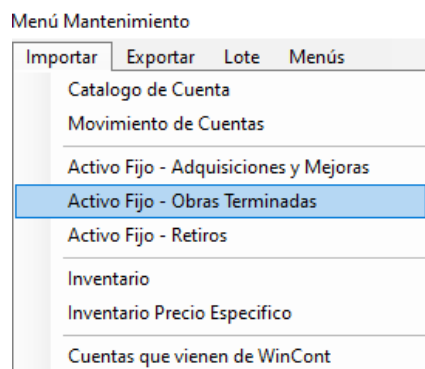 Menú Mantenimiento
Importar Exportar Lote Menús
Catalogo de Cuenta
Movimiento de Cuentas
Activo Fijo - Adquisiciones y Mejoras
Activo Fijo - Obras Terminadas
Activo Fijo - Retiros
Inventario
Inventario Precio Especifico
Cuentas que vienen de WinCont